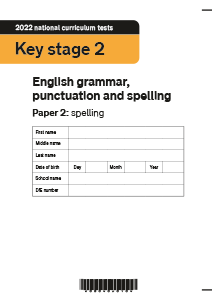 2022 national curriculum tests
Key stage 2
English grammar,
punctuation and spelling
Paper 2: spelling
First name
Middle name
Last name
Date of birth Day Month Year
School name
DfE number